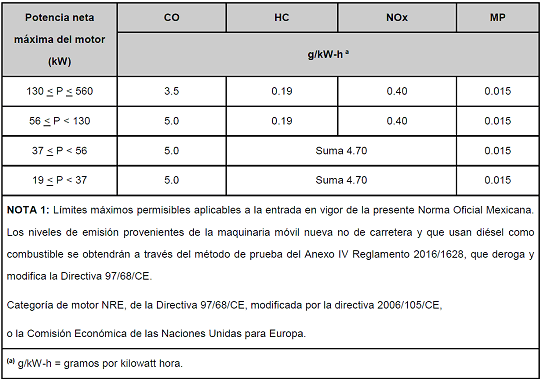 Potencia neta máxima del motor (kW) CO HC NOx MP
g/kW-h a
130 < P < 560 3.5 0.19 0.40 0.015
56 < P < 130 5.0 0.19 0.40 0.015
37 < P < 56 5.0 Suma 4.70 0.015
19 < P < 37 5.0 Suma 4.70 0.015
NOTA 1: Límites máximos permisibles aplicables a la entrada en vigor de la presente Norma Oficial Mexicana.
Los niveles de emisión provenientes de la maquinaria móvil nueva no de carretera y que usan diésel como
combustible se obtendrán a través del método de prueba del Anexo IV Reglamento 2016/1628, que deroga y
modifica la Directiva 97/68/CE.
Categoría de motor NRE, de la Directiva 97/68/CE, modificada por la directiva 2006/105/CE,
o la Comisión Económica de las Naciones Unidas para Europa.
(a) g/kW-h = gramos por kilowatt hora.